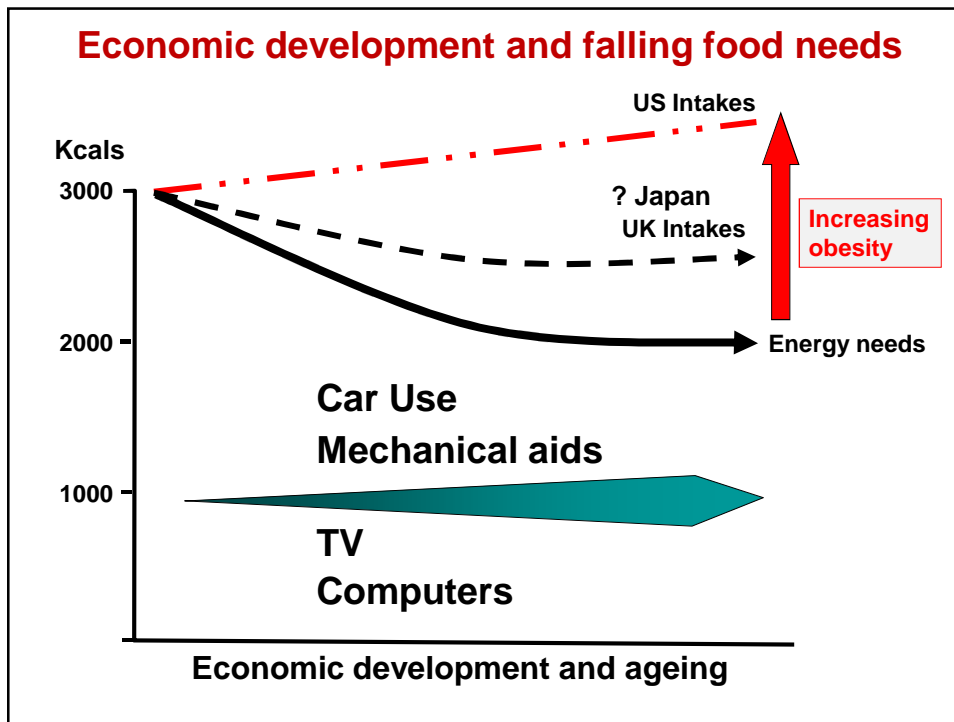 Economic development and falling food needs
US Intakes
Kcals
3000
? Japan
UK Intakes
Increasing
obesity
2000
Energy needs
Car Use
Mechanical aids
1000
TV
Computers
Economic development and ageing